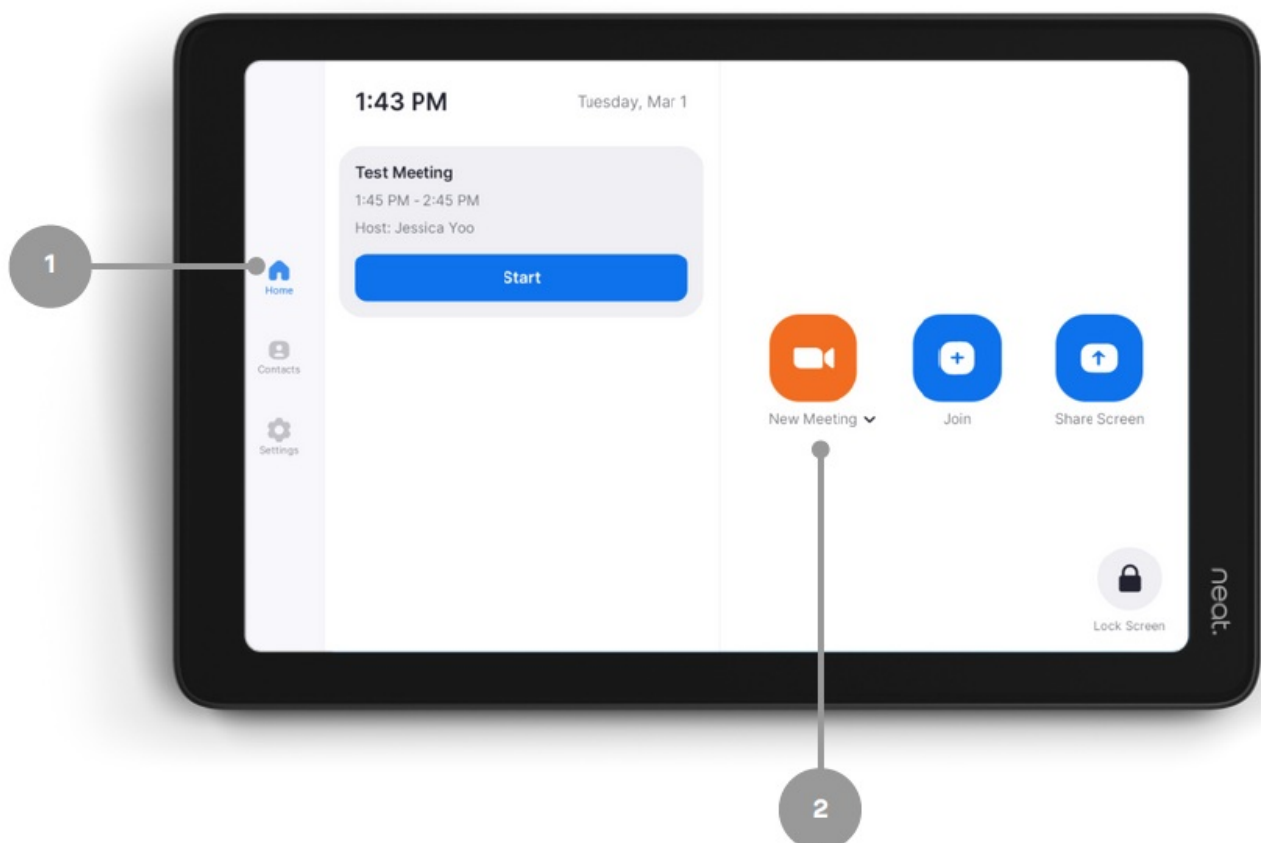 1:43 PM
Tuesday, Mar 1
Test Meeting
1:45 PM - 2:45 PM
Host: Jessica Yoo
Start
1
Home
Contacts
Settings
New Meeting
Join
Share Screen
Lock Screen
neat.
2